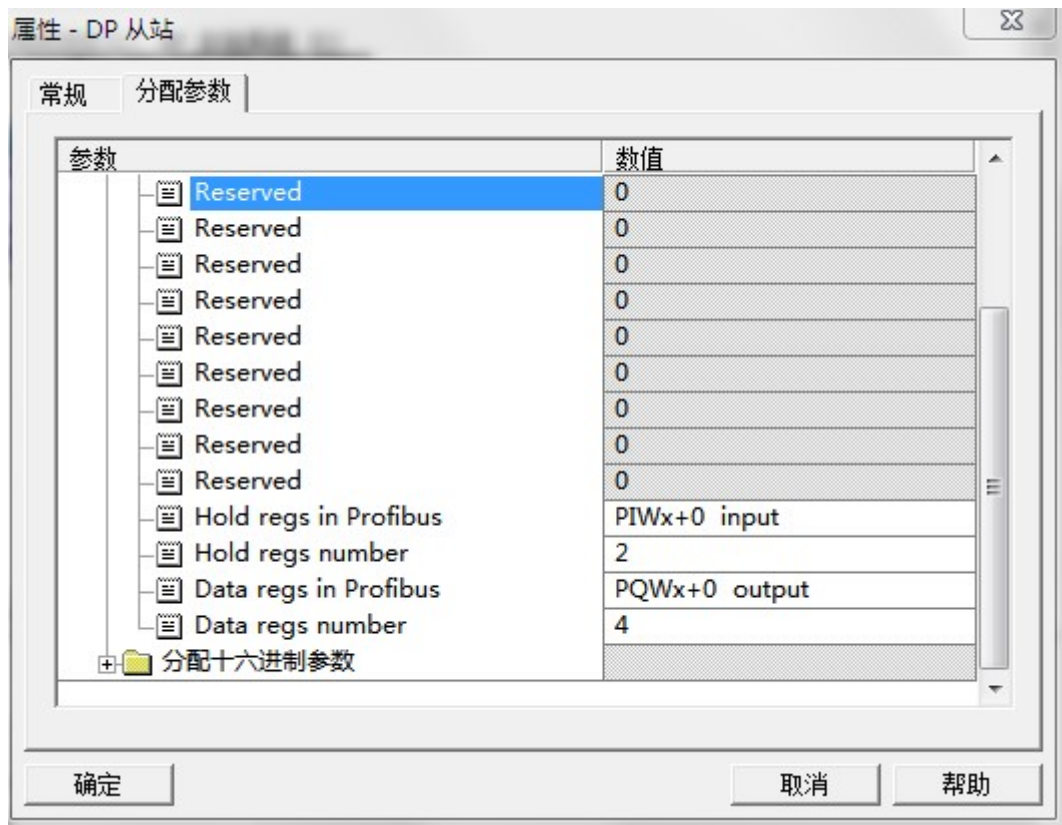 属性 - DP 从站
常规 分配参数
参数 数值
Reserved 0
Reserved 0
Reserved 0
Reserved 0
Reserved 0
Reserved 0
Reserved 0
Reserved 0
Reserved 0
Hold regs in Profibus PIWx+0 input
Hold regs number 2
Data regs in Profibus PQWx+0 output
Data regs number 4
分配十六进制参数
确定 取消 帮助